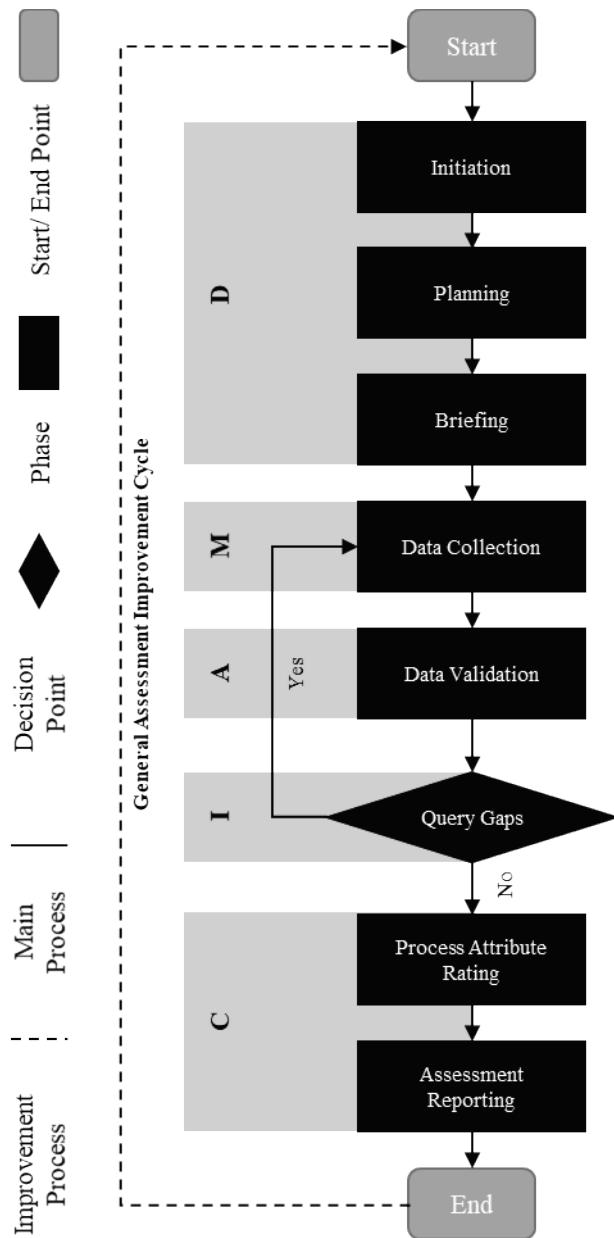 Start/ End Point
Phase
Decision
Point
Main
Process
Improvement
Process
General Assessment Improvement Cycle
Start
D
Initiation
Planning
Briefing
M
Data Collection
A
Data Validation
Yes
I
Query Gaps
No
C
Process Attribute
Rating
Assessment
Reporting
End